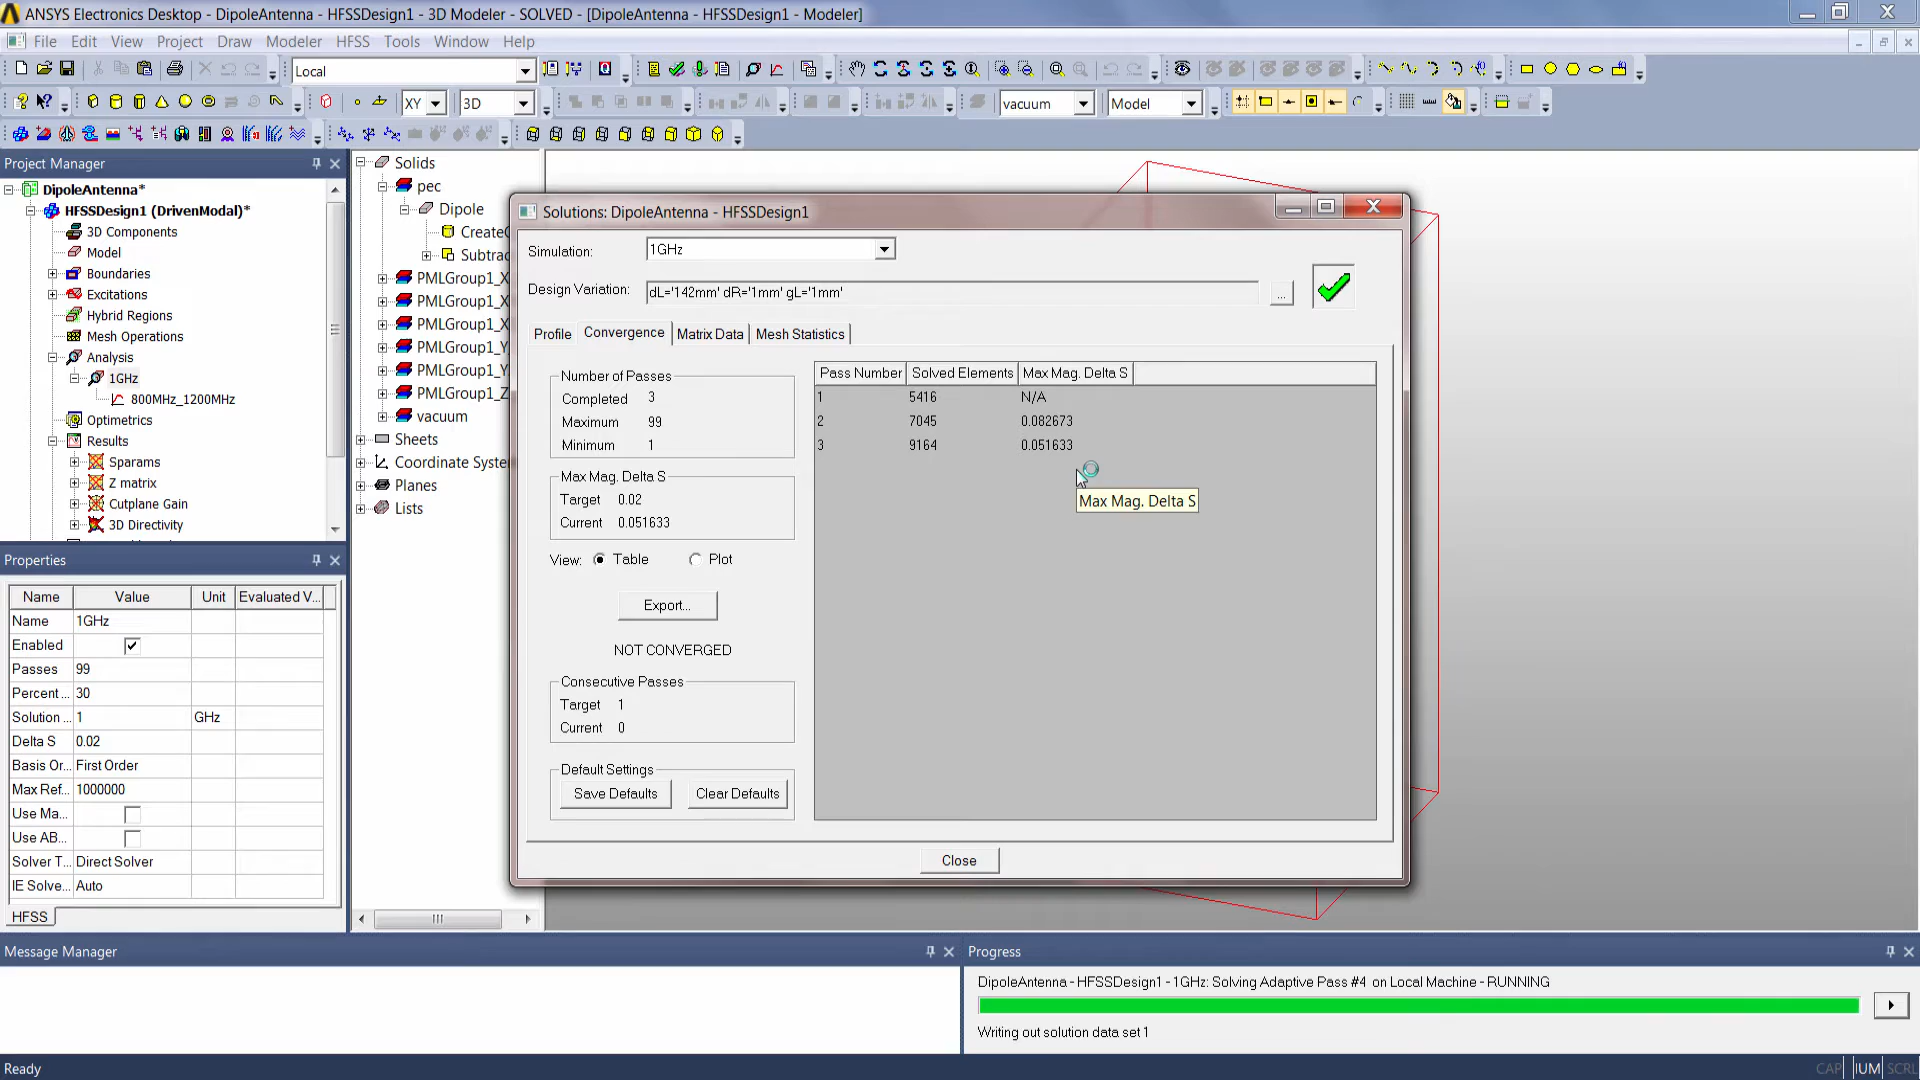 ANSYS Electronics Desktop - DipoleAntenna - HFSSDesign1 - 3D Modeler - SOLVED - [DipoleAntenna - HFSSDesign1 - Modeler]
File Edit View Project Draw Modeler HFSS Tools Window Help
Local
XY 3D vacuum Model
Project Manager
DipoleAntenna*
HFSSDesign1 (DrivenModal)*
3D Components
Model
Boundaries
Excitations
Hybrid Regions
Mesh Operations
Analysis
1GHz
800MHz_1200MHz
Optimetrics
Results
Sparams
Z matrix
Cutplane Gain
3D Directivity
Solids
pec
Dipole
CreateC
Subtrac
PMLGroup1_X
PMLGroup1_X
PMLGroup1_X
PMLGroup1_Y
PMLGroup1_Y
PMLGroup1_Z
vacuum
Sheets
Coordinate Syste
Planes
Lists
Solutions: DipoleAntenna - HFSSDesign1
Simulation: 1GHz
Design Variation: dL='142mm' dR='1mm' gL='1mm' ...
Profile Convergence Matrix Data Mesh Statistics
Number of Passes
Completed 3
Maximum 99
Minimum 1
Max Mag. Delta S
Target 0.02
Current 0.051633
View: Table Plot
Export...
NOT CONVERGED
Consecutive Passes
Target 1
Current 0
Default Settings
Save Defaults Clear Defaults
Pass Number Solved Elements Max Mag. Delta S
1 5416 N/A
2 7045 0.082673
3 9164 0.051633
Max Mag. Delta S
Close
Properties
Name Value Unit Evaluated V...
Name 1GHz
Enabled
Passes 99
Percent ... 30
Solution ... 1 GHz
Delta S 0.02
Basis Or... First Order
Max Ref... 1000000
Use Ma...
Use AB...
Solver T... Direct Solver
IE Solve... Auto
HFSS
Message Manager
Progress
DipoleAntenna - HFSSDesign1 - 1GHz: Solving Adaptive Pass #4 on Local Machine - RUNNING
Writing out solution data set 1
Ready
CAP IUM SCRL